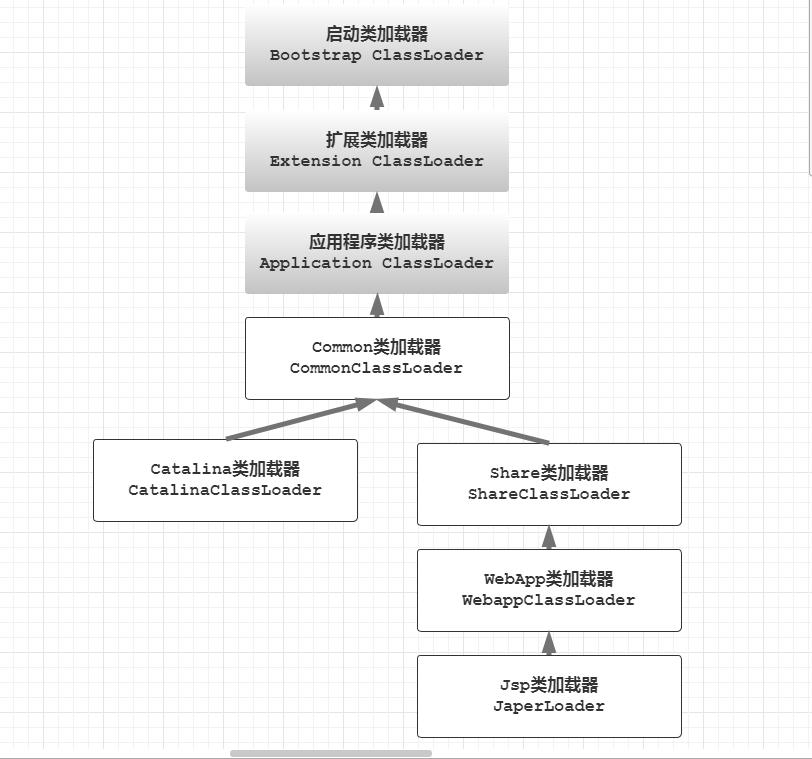 启动类加载器
Bootstrap ClassLoader
扩展类加载器
Extension ClassLoader
应用程序类加载器
Application ClassLoader
Common类加载器
CommonClassLoader
Catalina类加载器
CatalinaClassLoader
Share类加载器
ShareClassLoader
WebApp类加载器
WebappClassLoader
Jsp类加载器
JaperLoader